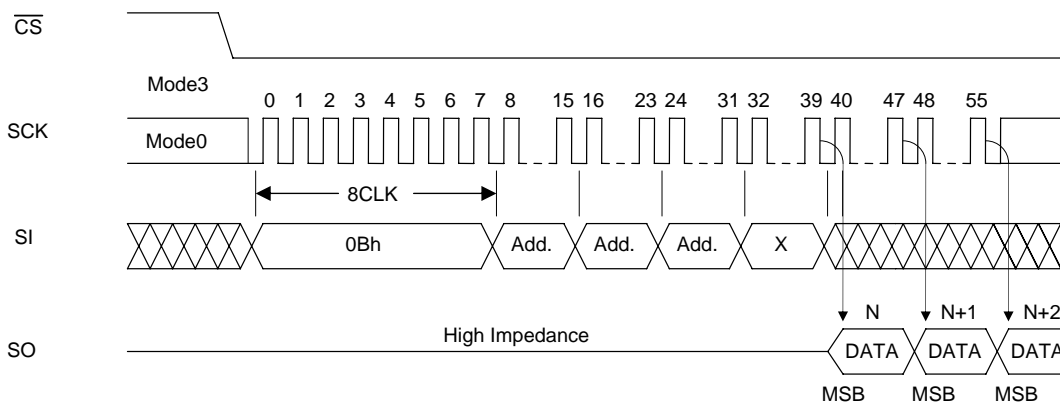 CS
Mode3
0 1 2 3 4 5 6 7 8 15 16 23 24 31 32 39 40 47 48 55
SCK
Mode0
8CLK
SI
0Bh Add. Add. Add. X
N N+1 N+2
High Impedance
SO
DATA DATA DATA
MSB MSB MSB